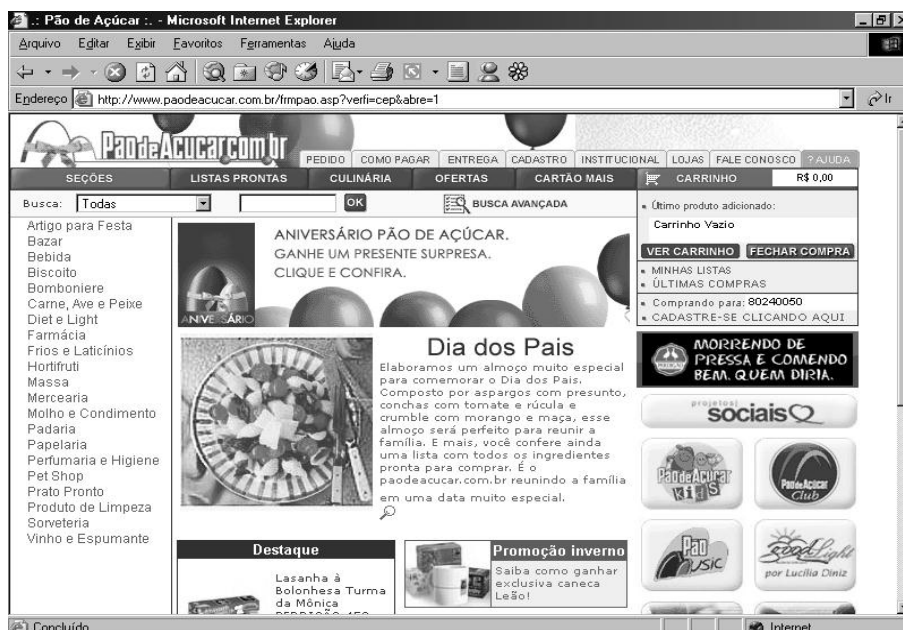 .: Pão de Açúcar :. - Microsoft Internet Explorer
Arquivo Editar Exibir Favoritos Ferramentas Ajuda
Endereço http://www.paodeacucar.com.br/frmpao.asp?verfi=cep&abre=1 Ir
PaodeAcucar.com.br
PEDIDO COMO PAGAR ENTREGA CADASTRO INSTITUCIONAL LOJAS FALE CONOSCO ? AJUDA
SEÇÕES LISTAS PRONTAS CULINÁRIA OFERTAS CARTÃO MAIS CARRINHO R$ 0,00
Busca: Todas OK BUSCA AVANÇADA
Artigo para Festa
Bazar
Bebida
Biscoito
Bomboniere
Carne, Ave e Peixe
Diet e Light
Farmácia
Frios e Laticínios
Hortifruti
Massa
Mercearia
Molho e Condimento
Padaria
Papelaria
Perfumaria e Higiene
Pet Shop
Prato Pronto
Produto de Limpeza
Sorveteria
Vinho e Espumante
ANIVERSÁRIO
ANIVERSÁRIO PÃO DE AÇÚCAR.
GANHE UM PRESENTE SURPRESA.
CLIQUE E CONFIRA.
Dia dos Pais
Elaboramos um almoço muito especial
para comemorar o Dia dos Pais.
Composto por aspargos com presunto,
conchas com tomate e rúcula e
crumble com morango e maça, esse
almoço será perfeito para reunir a
família. E mais, você confere ainda
uma lista com todos os ingredientes
pronta para comprar. É o
paodeacucar.com.br reunindo a família
em uma data muito especial.
Destaque
Lasanha à
Bolonhesa Turma
da Mônica
Promoção inverno
Saiba como ganhar
exclusiva caneca
Leão!
Último produto adicionado:
Carrinho Vazio
VER CARRINHO FECHAR COMPRA
MINHAS LISTAS
ÚLTIMAS COMPRAS
Comprando para: 80240050
CADASTRE-SE CLICANDO AQUI
MORRENDO DE
PRESSA E COMENDO
BEM. QUEM DIRIA.
projetos
sociais
Pao de Açucar
KidS
Pao de Açucar
Club
Pao
Music
good Light
por Lucília Diniz
Concluído Internet